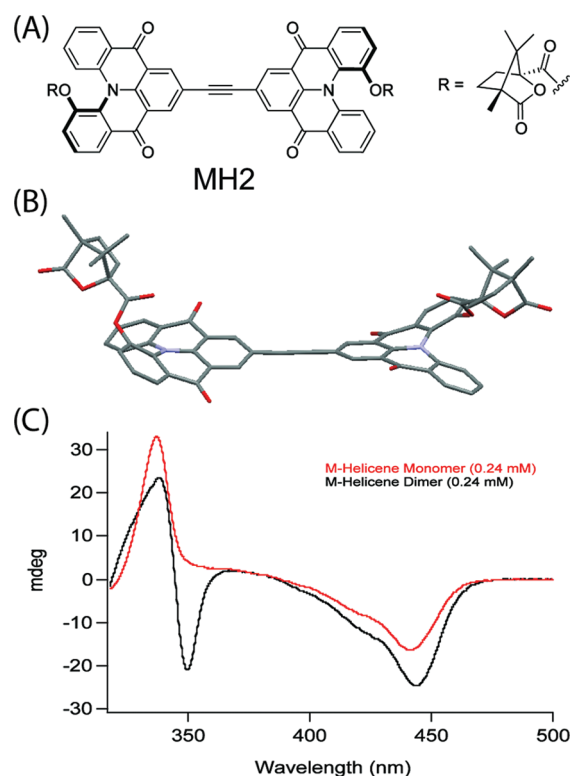 (A)
O
O
RO
N
N
OR
O
O
R =
O
O
O
MH2
(B)
(C)
30
20
10
0
-10
-20
-30
mdeg
M-Helicene Monomer (0.24 mM)
M-Helicene Dimer (0.24 mM)
350
400
450
500
Wavelength (nm)